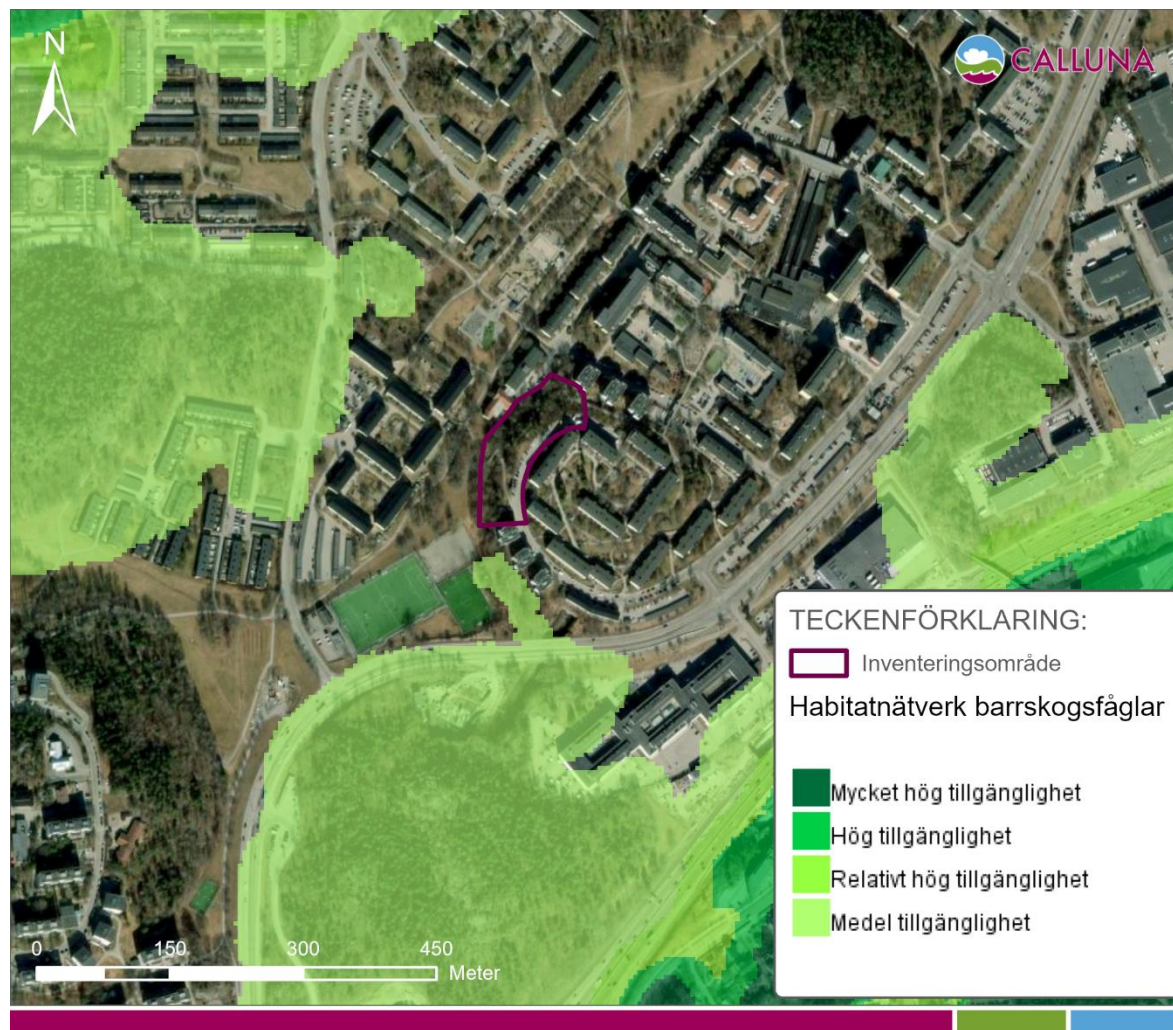 N
CALLUNA
TECKENFÖRKLARING:
Inventeringsområde
Habitatnätverk barrskogsfåglar
Mycket hög tillgänglighet
Hög tillgänglighet
Relativt hög tillgänglighet
Medel tillgänglighet
0 150 300 450
Meter